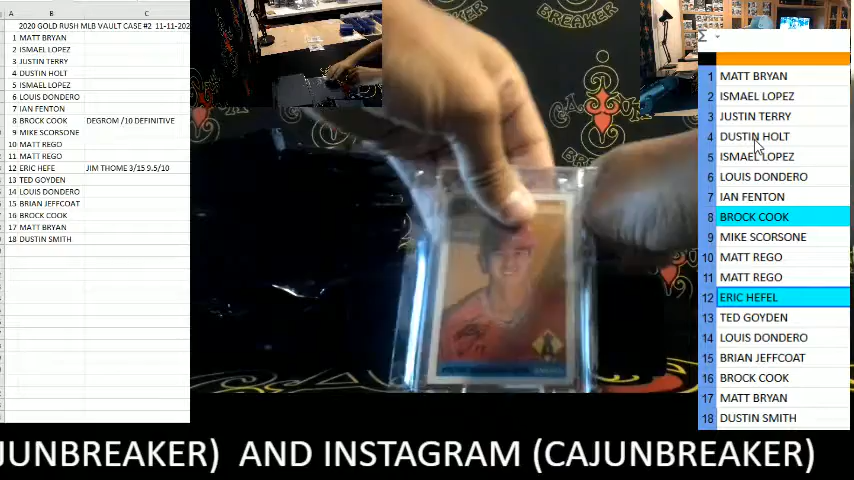 A B C
2020 GOLD RUSH MLB VAULT CASE #2 11-11-202
1 MATT BRYAN
2 ISMAEL LOPEZ
3 JUSTIN TERRY
4 DUSTIN HOLT
5 ISMAEL LOPEZ
6 LOUIS DONDERO
7 IAN FENTON
8 BROCK COOK DEGROM /10 DEFINITIVE
9 MIKE SCORSONE
10 MATT REGO
11 MATT REGO
12 ERIC HEFE JIM THOME 3/15 9.5/10
13 TED GOYDEN
14 LOUIS DONDERO
15 BRIAN JEFFCOAT
16 BROCK COOK
17 MATT BRYAN
18 DUSTIN SMITH
BREAKER
Σ
1 MATT BRYAN
2 ISMAEL LOPEZ
3 JUSTIN TERRY
4 DUSTIN HOLT
5 ISMAEL LOPEZ
6 LOUIS DONDERO
7 IAN FENTON
8 BROCK COOK
9 MIKE SCORSONE
10 MATT REGO
11 MATT REGO
12 ERIC HEFEL
13 TED GOYDEN
14 LOUIS DONDERO
15 BRIAN JEFFCOAT
16 BROCK COOK
17 MATT BRYAN
18 DUSTIN SMITH
JUNBREAKER) AND INSTAGRAM (CAJUNBREAKER)